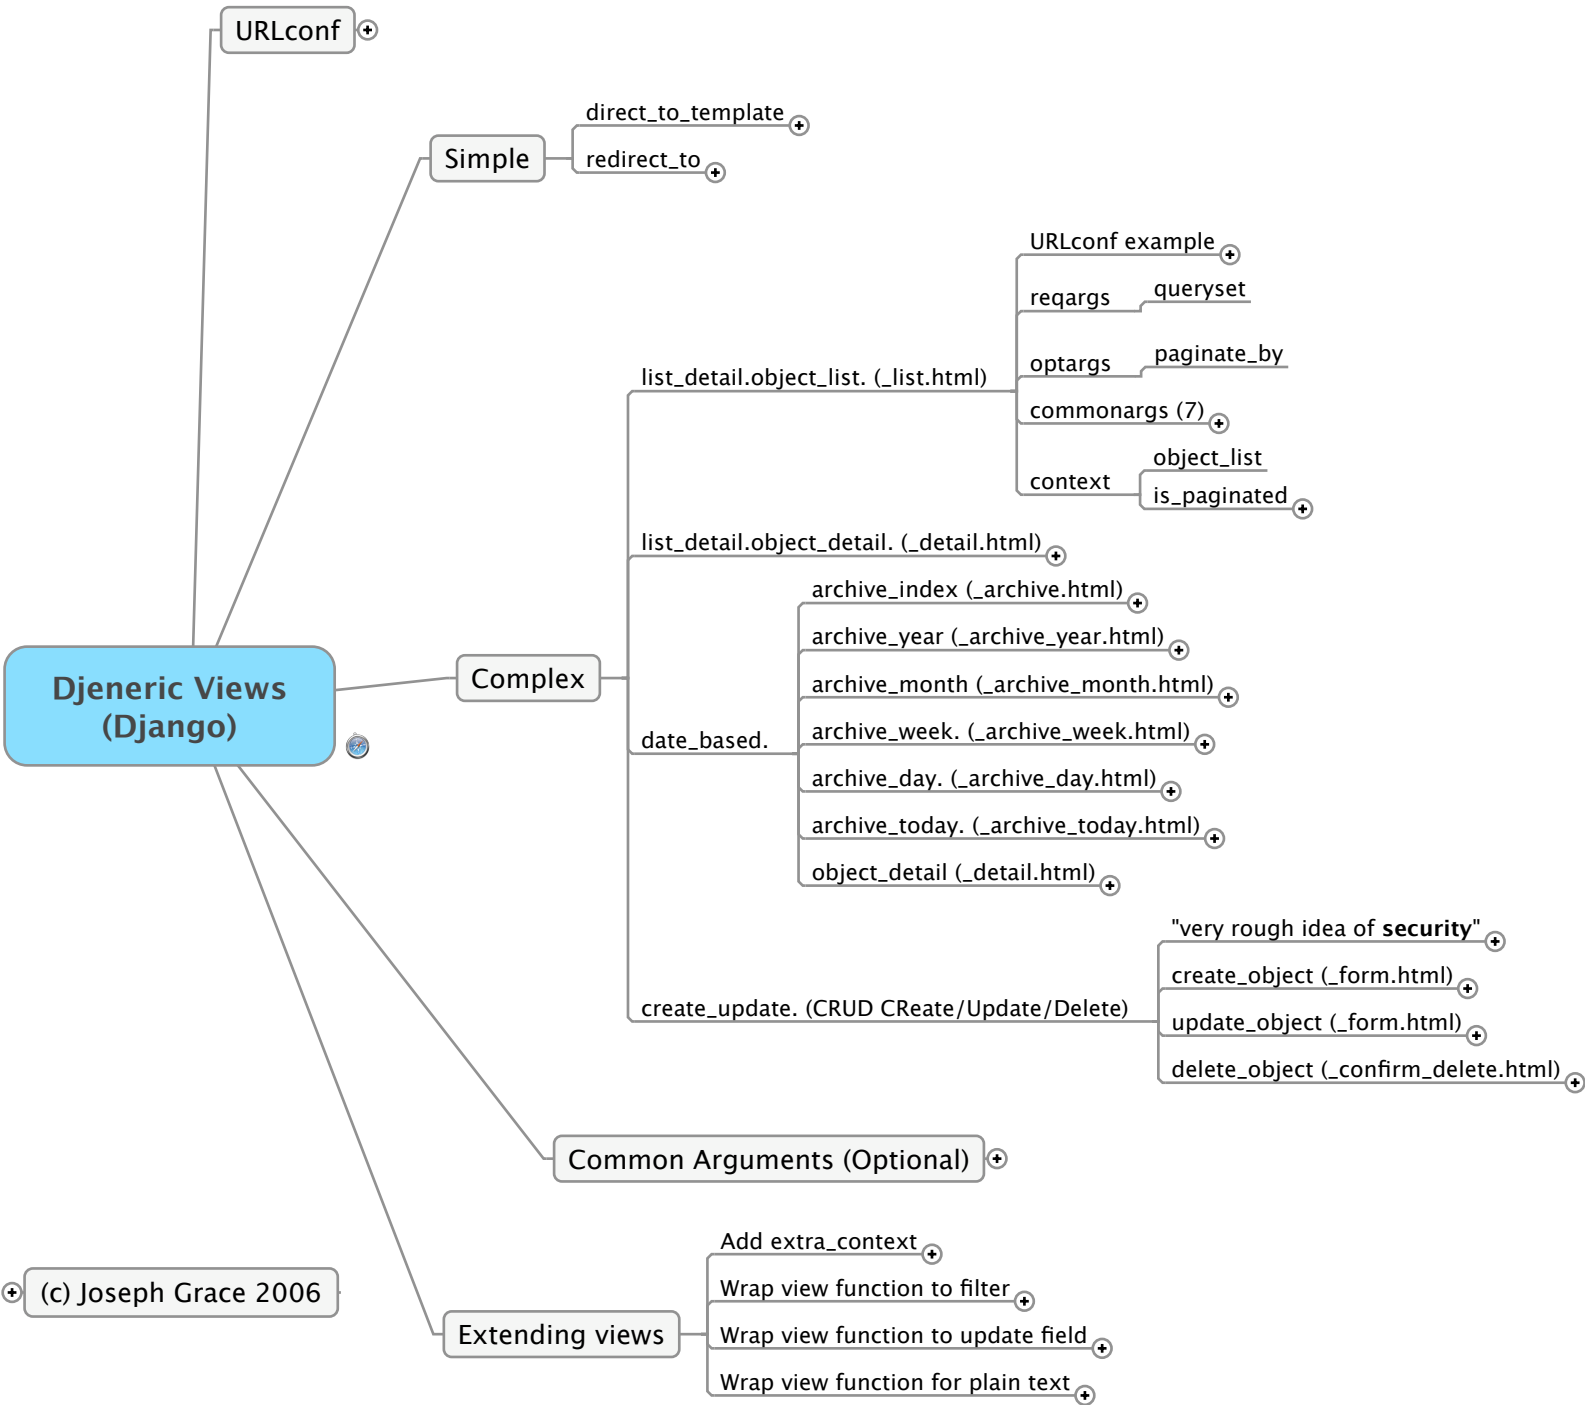 URLconf
Simple
direct_to_template
redirect_to
Djeneric Views
(Django)
Complex
list_detail.object_list. (_list.html)
URLconf example
reqargs
queryset
optargs
paginate_by
commonargs (7)
context
object_list
is_paginated
list_detail.object_detail. (_detail.html)
date_based.
archive_index (_archive.html)
archive_year (_archive_year.html)
archive_month (_archive_month.html)
archive_week. (_archive_week.html)
archive_day. (_archive_day.html)
archive_today. (_archive_today.html)
object_detail (_detail.html)
create_update. (CRUD CReate/Update/Delete)
"very rough idea of security"
create_object (_form.html)
update_object (_form.html)
delete_object (_confirm_delete.html)
Common Arguments (Optional)
Extending views
Add extra_context
Wrap view function to filter
Wrap view function to update field
Wrap view function for plain text
(c) Joseph Grace 2006